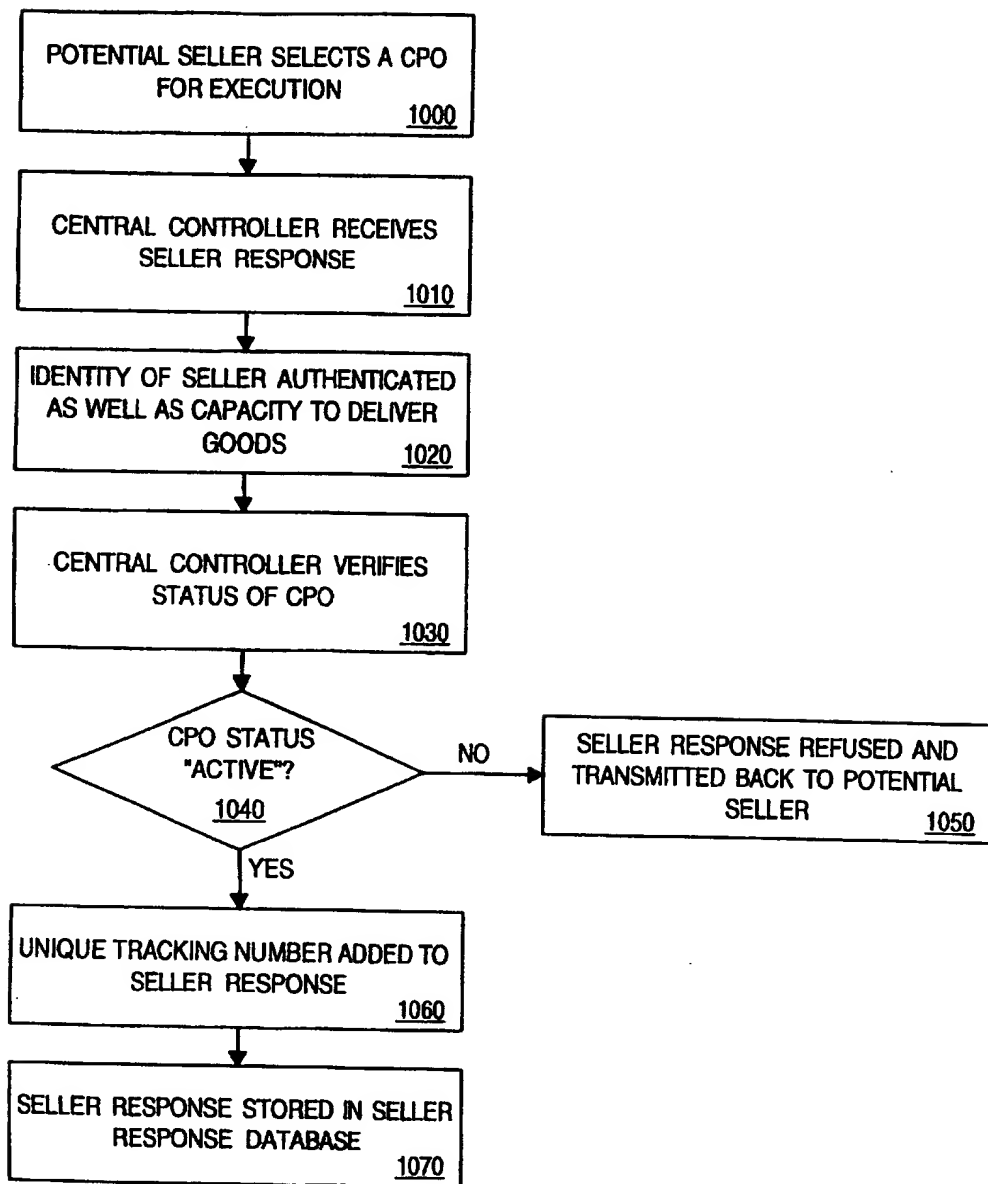 POTENTIAL SELLER SELECTS A CPO
FOR EXECUTION
1000
CENTRAL CONTROLLER RECEIVES
SELLER RESPONSE
1010
IDENTITY OF SELLER AUTHENTICATED
AS WELL AS CAPACITY TO DELIVER
GOODS
1020
CENTRAL CONTROLLER VERIFIES
STATUS OF CPO
1030
CPO STATUS
"ACTIVE"?
1040
NO
SELLER RESPONSE REFUSED AND
TRANSMITTED BACK TO POTENTIAL
SELLER
1050
YES
UNIQUE TRACKING NUMBER ADDED TO
SELLER RESPONSE
1060
SELLER RESPONSE STORED IN SELLER
RESPONSE DATABASE
1070